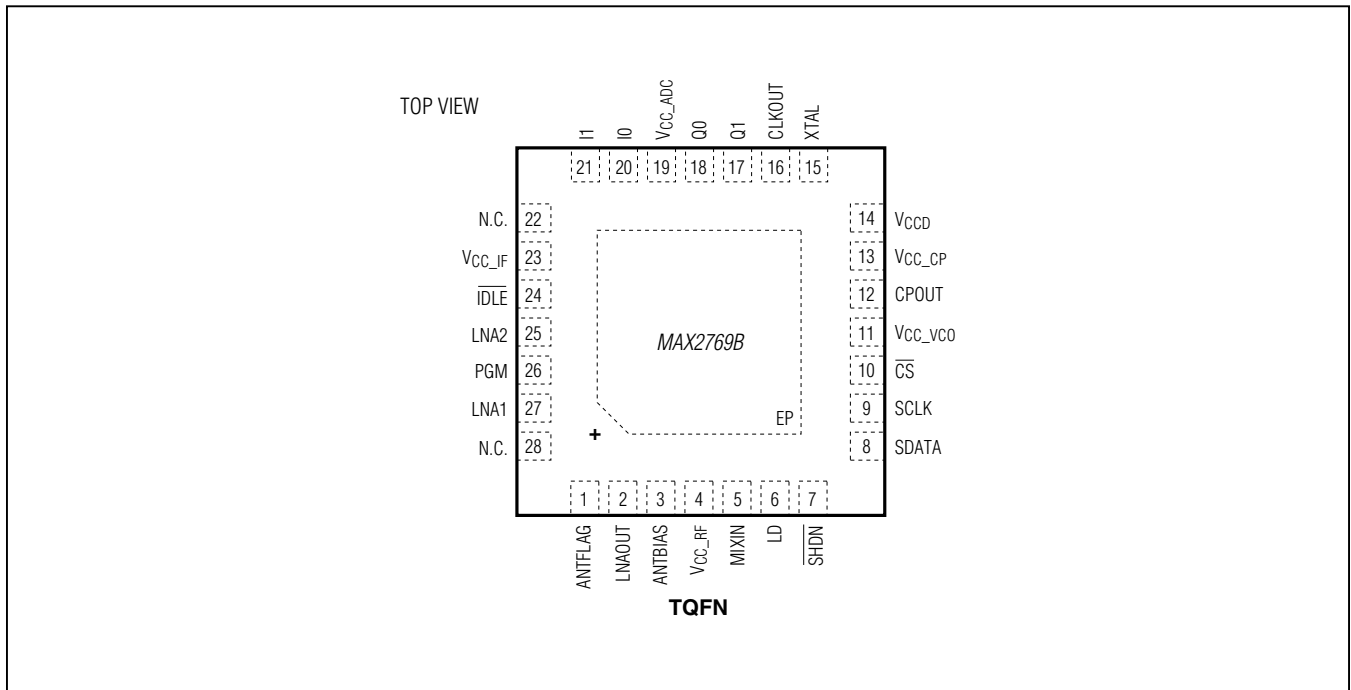 TOP VIEW
I1
I0
VCC_ADC
Q0
Q1
CLKOUT
XTAL
21 20 19 18 17 16 15
N.C. 22
VCC_IF 23
IDLE 24
LNA2 25
PGM 26
LNA1 27
N.C. 28
14 VCCD
13 VCC_CP
12 CPOUT
11 VCC_VCO
10 CS
9 SCLK
8 SDATA
MAX2769B
EP
+
1 2 3 4 5 6 7
ANTFLAG
LNAOUT
ANTBIAS
VCC_RF
MIXIN
LD
SHDN
TQFN